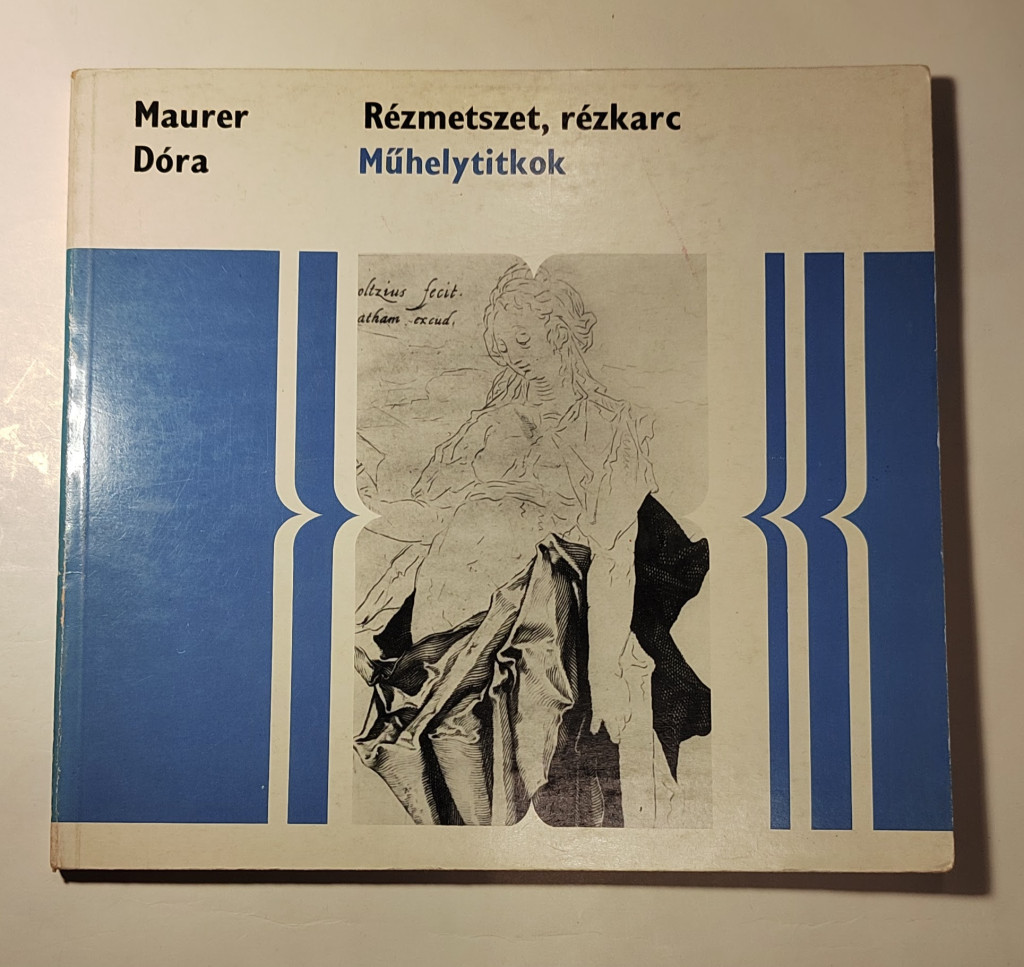 Maurer
Dóra
Rézmetszet, rézkarc
Műhelytitkok
oltzius fecit.
atham excud.